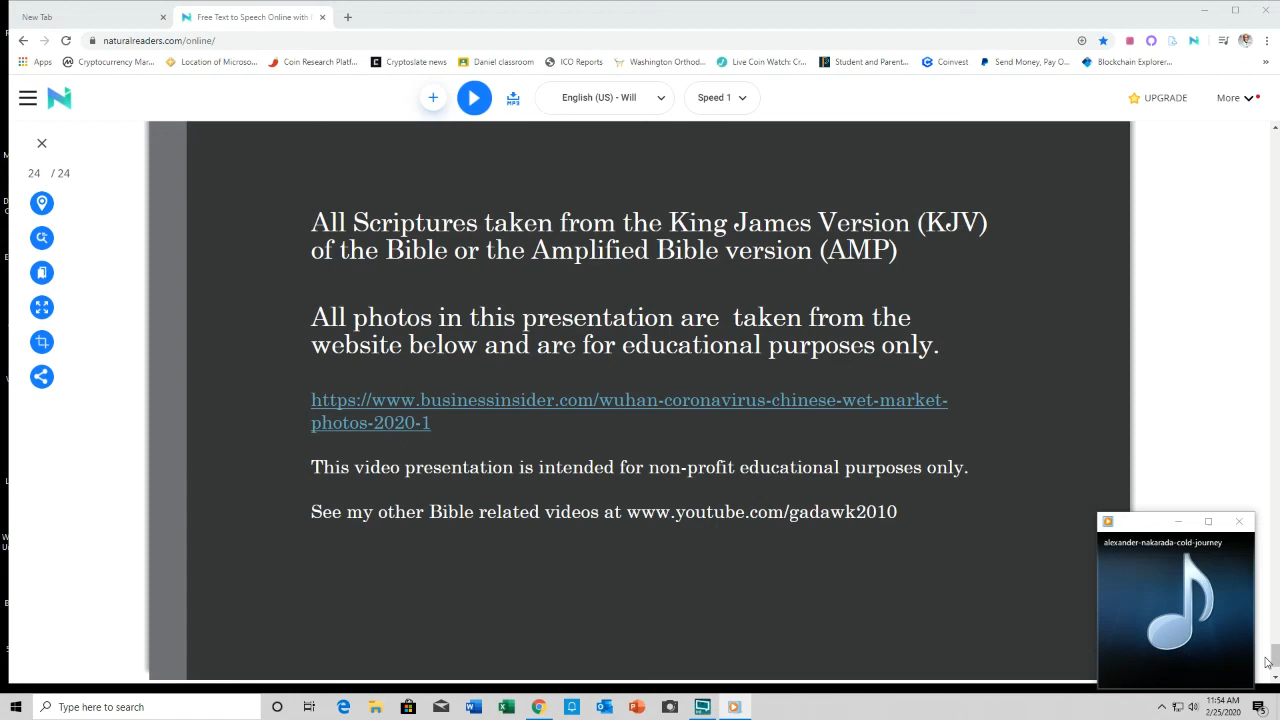 New Tab
Free Text to Speech Online with
naturalreaders.com/online/
Apps
Cryptocurrency Mar...
Location of Microso...
Coin Research Platf...
Cryptoslate news
Daniel classroom
ICO Reports
Washington Orthod...
Live Coin Watch: Cr...
Student and Parent...
Coinvest
Send Money, Pay O...
Blockchain Explorer...
MP3
English (US) - Will
Speed 1
UPGRADE
More
24 / 24
All Scriptures taken from the King James Version (KJV)
of the Bible or the Amplified Bible version (AMP)
All photos in this presentation are taken from the
website below and are for educational purposes only.
https://www.businessinsider.com/wuhan-coronavirus-chinese-wet-market-
photos-2020-1
This video presentation is intended for non-profit educational purposes only.
See my other Bible related videos at www.youtube.com/gadawk2010
alexander-nakarada-cold-journey
Type here to search
11:54 AM
2/25/2020